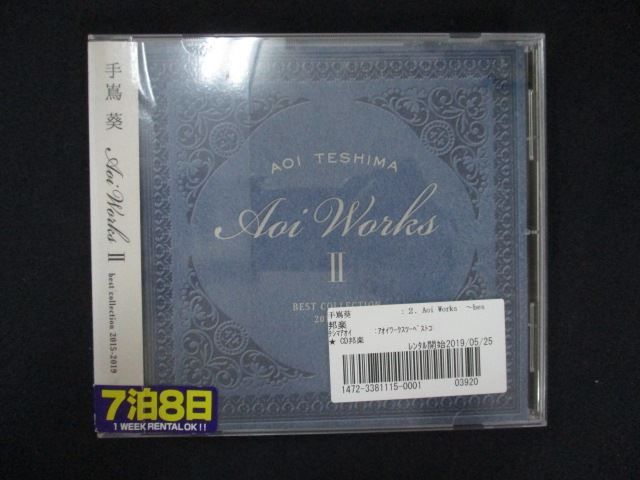 手嶌 葵 Aoi Works II best collection 2015-2019
AOI TESHIMA
Aoi Works
II
BEST COLLECTION
手嶌葵 : 2. Aoi Works ～bes
邦楽
テシマアオイ :アオイワークスツーベストコ
★ CD邦楽
レンタル開始2019/05/25
1472-3381115-0001 03920
7泊8日
1 WEEK RENTAL OK!!